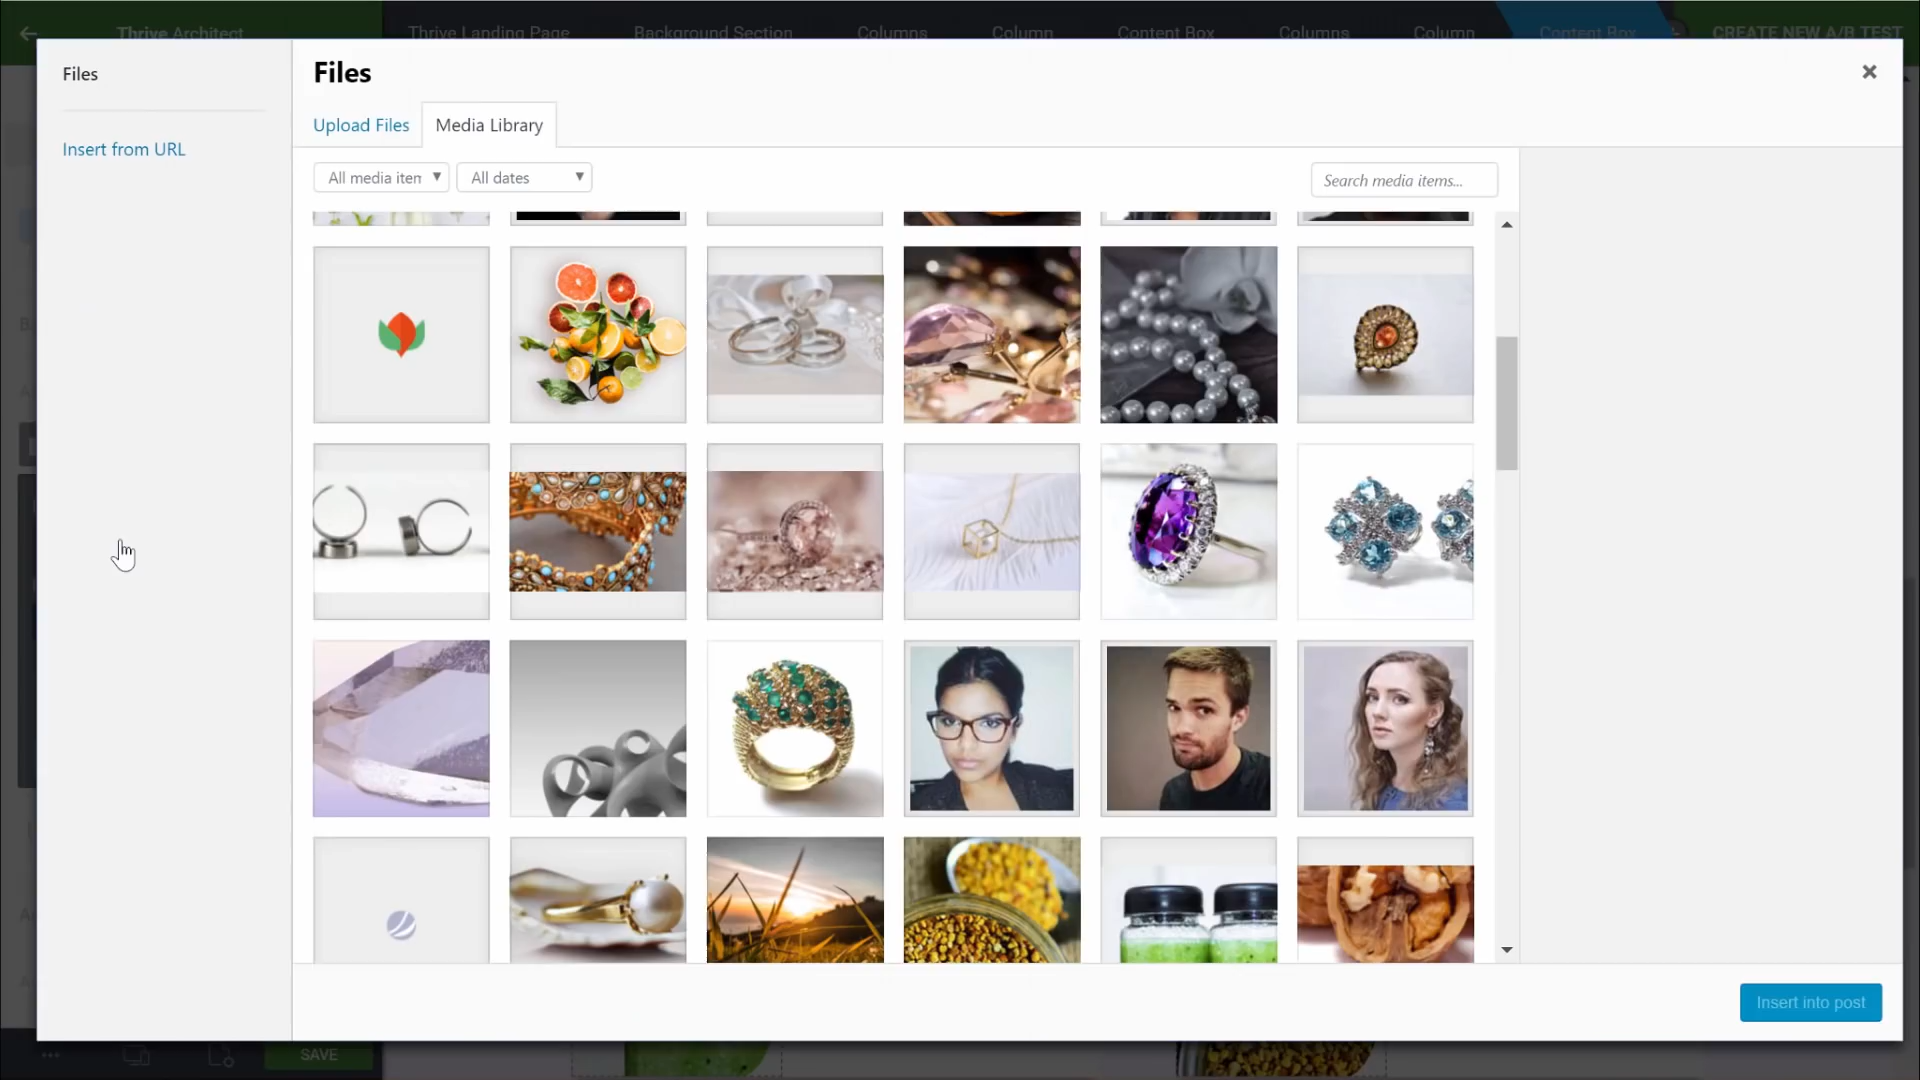 Thrive Architect
Thrive Landing Page
Background Section
Columns
Column
Content Box
Columns
Column
Content Box
CREATE NEW A/B TEST
Files
Insert from URL
Files
Upload Files
Media Library
All media iten
All dates
Search media items...
Insert into post
SAVE